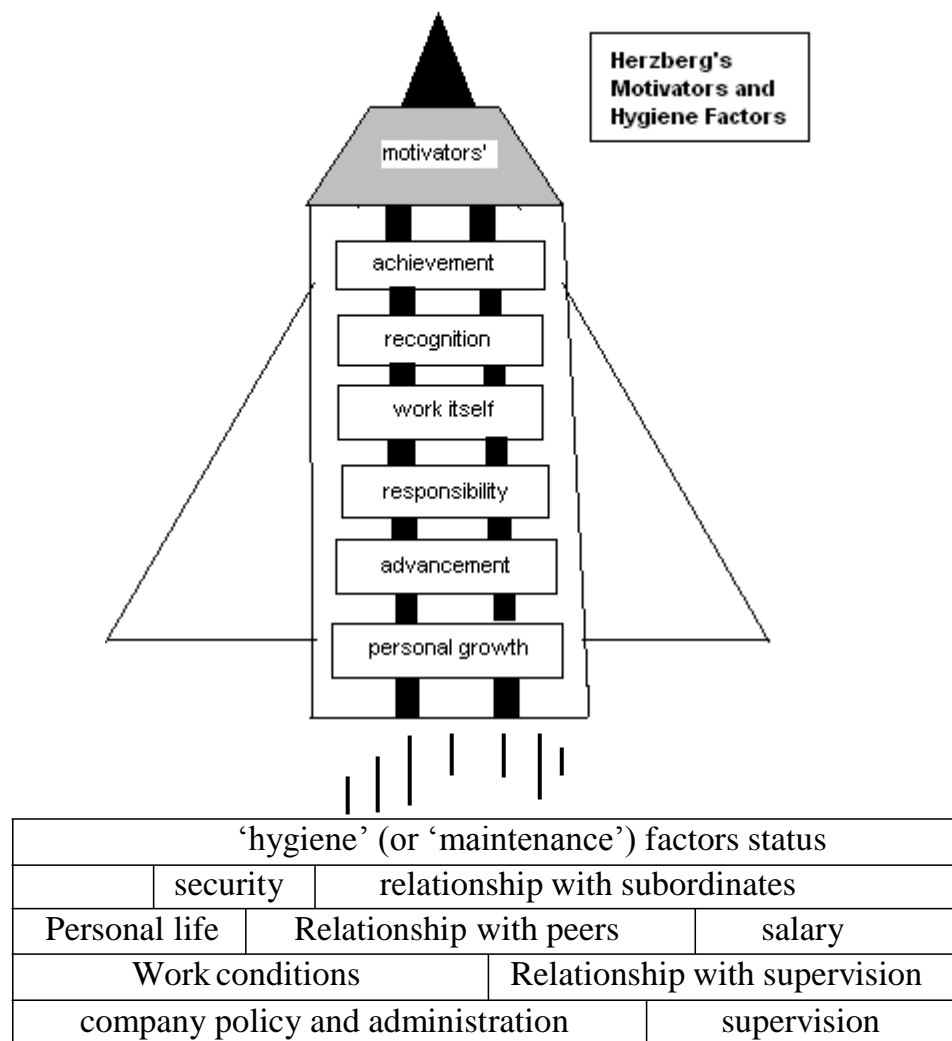 Herzberg's
Motivators and
Hygiene Factors
motivators'
achievement
recognition
work itself
responsibility
advancement
personal growth
‘hygiene’ (or ‘maintenance’) factors status
security relationship with subordinates
Personal life Relationship with peers salary
Work conditions Relationship with supervision
company policy and administration supervision